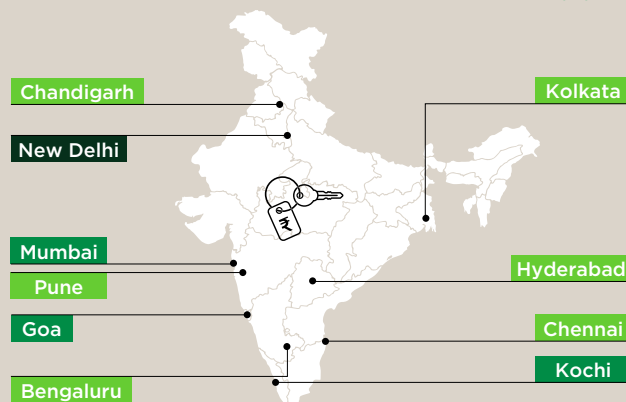 Chandigarh
Kolkata
New Delhi
₹
Mumbai
Hyderabad
Pune
Goa
Chennai
Kochi
Bengaluru